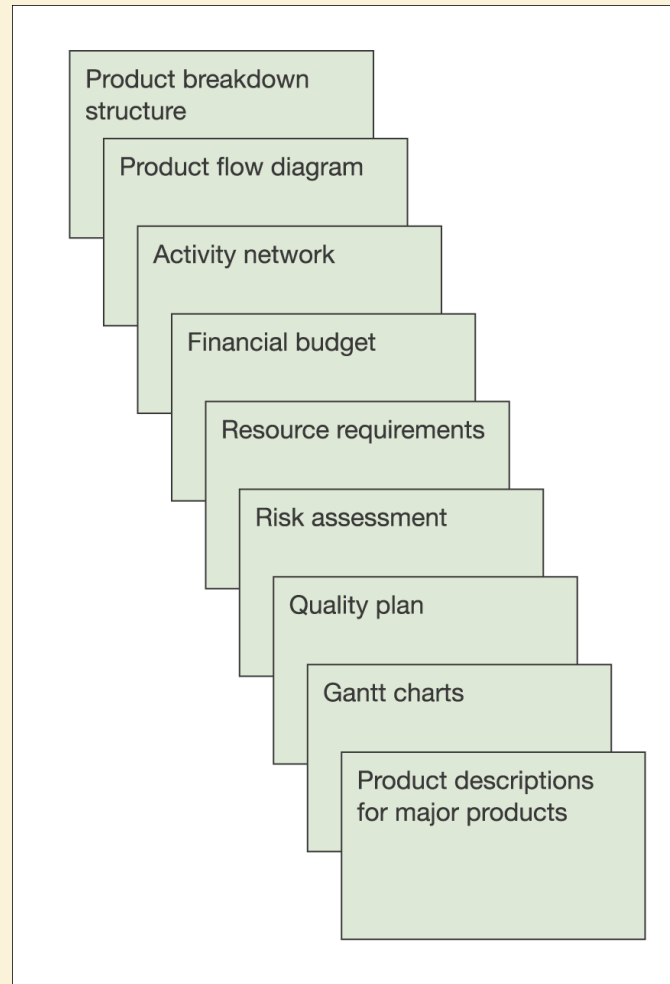 Product breakdown
structure
Product flow diagram
Activity network
Financial budget
Resource requirements
Risk assessment
Quality plan
Gantt charts
Product descriptions
for major products